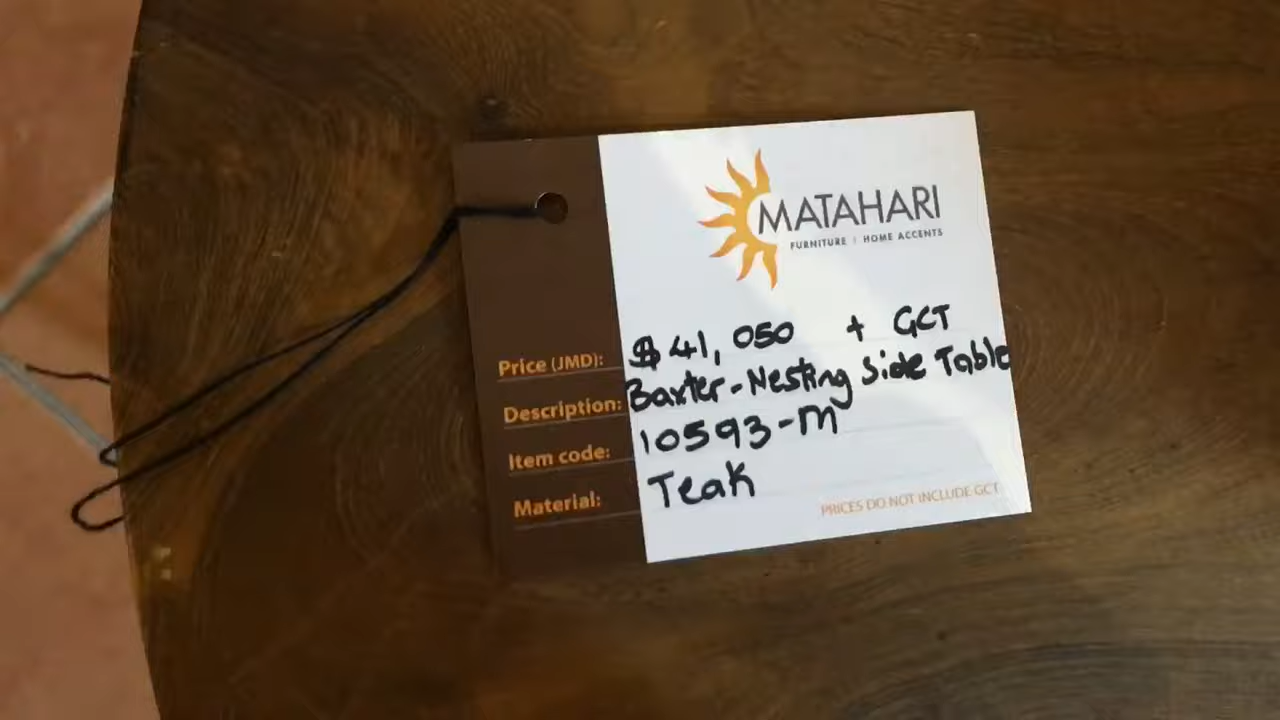 MATAHARI
FURNITURE | HOME ACCENTS
Price (JMD): $41,050 + GCT
Description: Baxter-Nesting Side Table
Item code: 10593-M
Material: Teak
PRICES DO NOT INCLUDE GCT